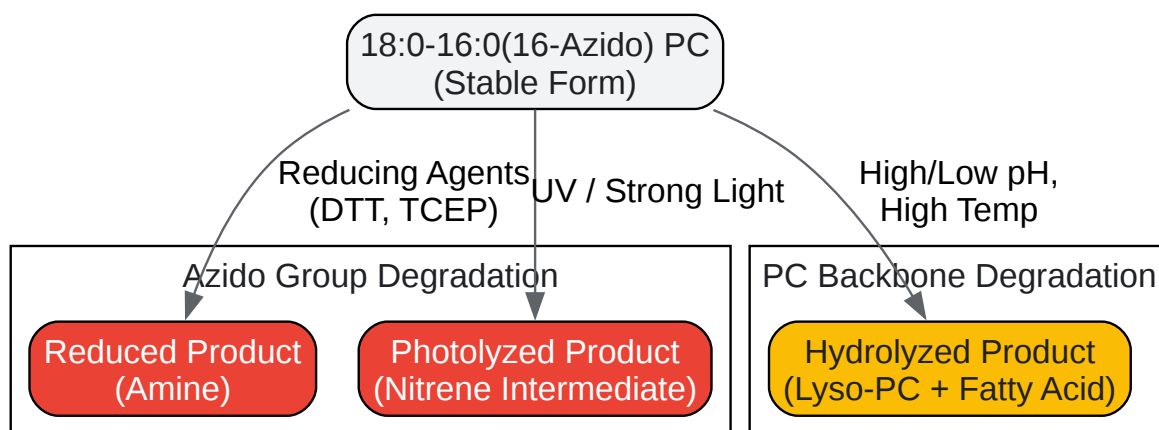 18:0-16:0(16-Azido) PC
(Stable Form)
Reducing Agents
(DTT, TCEP)
UV / Strong Light
High/Low pH,
High Temp
Azido Group Degradation
PC Backbone Degradation
Reduced Product
(Amine)
Photolyzed Product
(Nitrene Intermediate)
Hydrolyzed Product
(Lyso-PC + Fatty Acid)